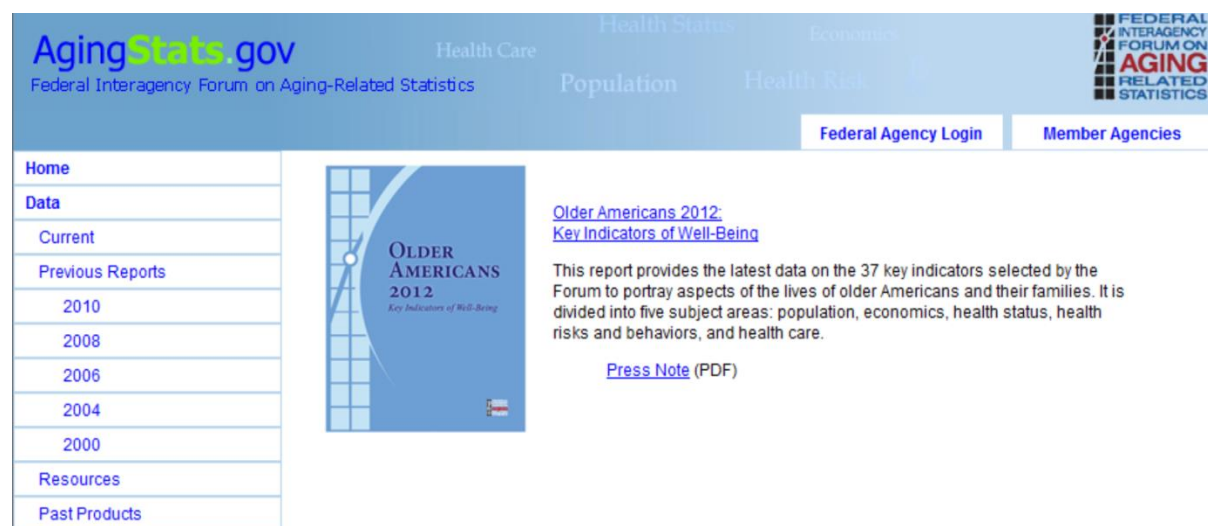 Health Status
Economics
AgingStats.gov
Health Care
Federal Interagency Forum on Aging-Related Statistics
Population
Health Risk
FEDERAL
INTERAGENCY
FORUM ON
AGING
RELATED
STATISTICS
Federal Agency Login
Member Agencies
Home
Data
Current
Previous Reports
2010
2008
2006
2004
2000
Resources
Past Products
OLDER
AMERICANS
2012
Key Indicators of Well-Being
Older Americans 2012:
Key Indicators of Well-Being
This report provides the latest data on the 37 key indicators selected by the
Forum to portray aspects of the lives of older Americans and their families. It is
divided into five subject areas: population, economics, health status, health
risks and behaviors, and health care.
Press Note (PDF)